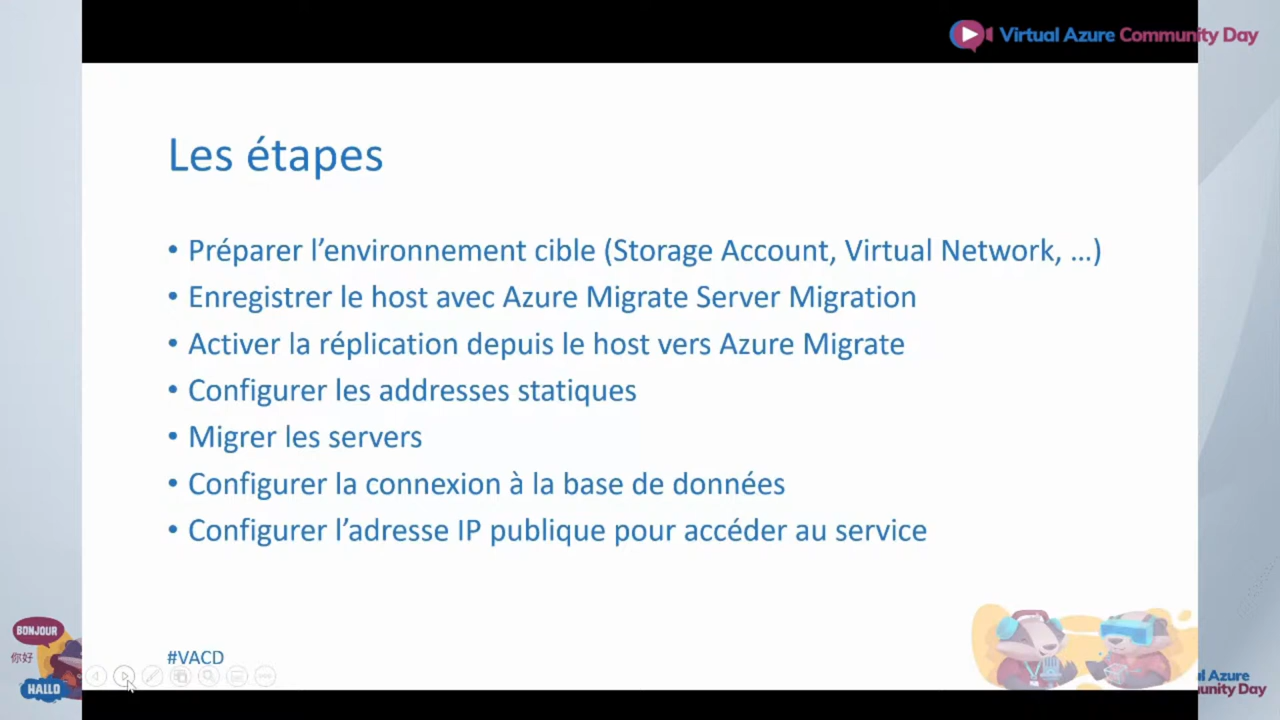 Virtual Azure Community Day
Les étapes
• Préparer l’environnement cible (Storage Account, Virtual Network, …)
• Enregistrer le host avec Azure Migrate Server Migration
• Activer la réplication depuis le host vers Azure Migrate
• Configurer les addresses statiques
• Migrer les servers
• Configurer la connexion à la base de données
• Configurer l’adresse IP publique pour accéder au service
BONJOUR
你好
HALLO
#VACD
l Azure
unity Day